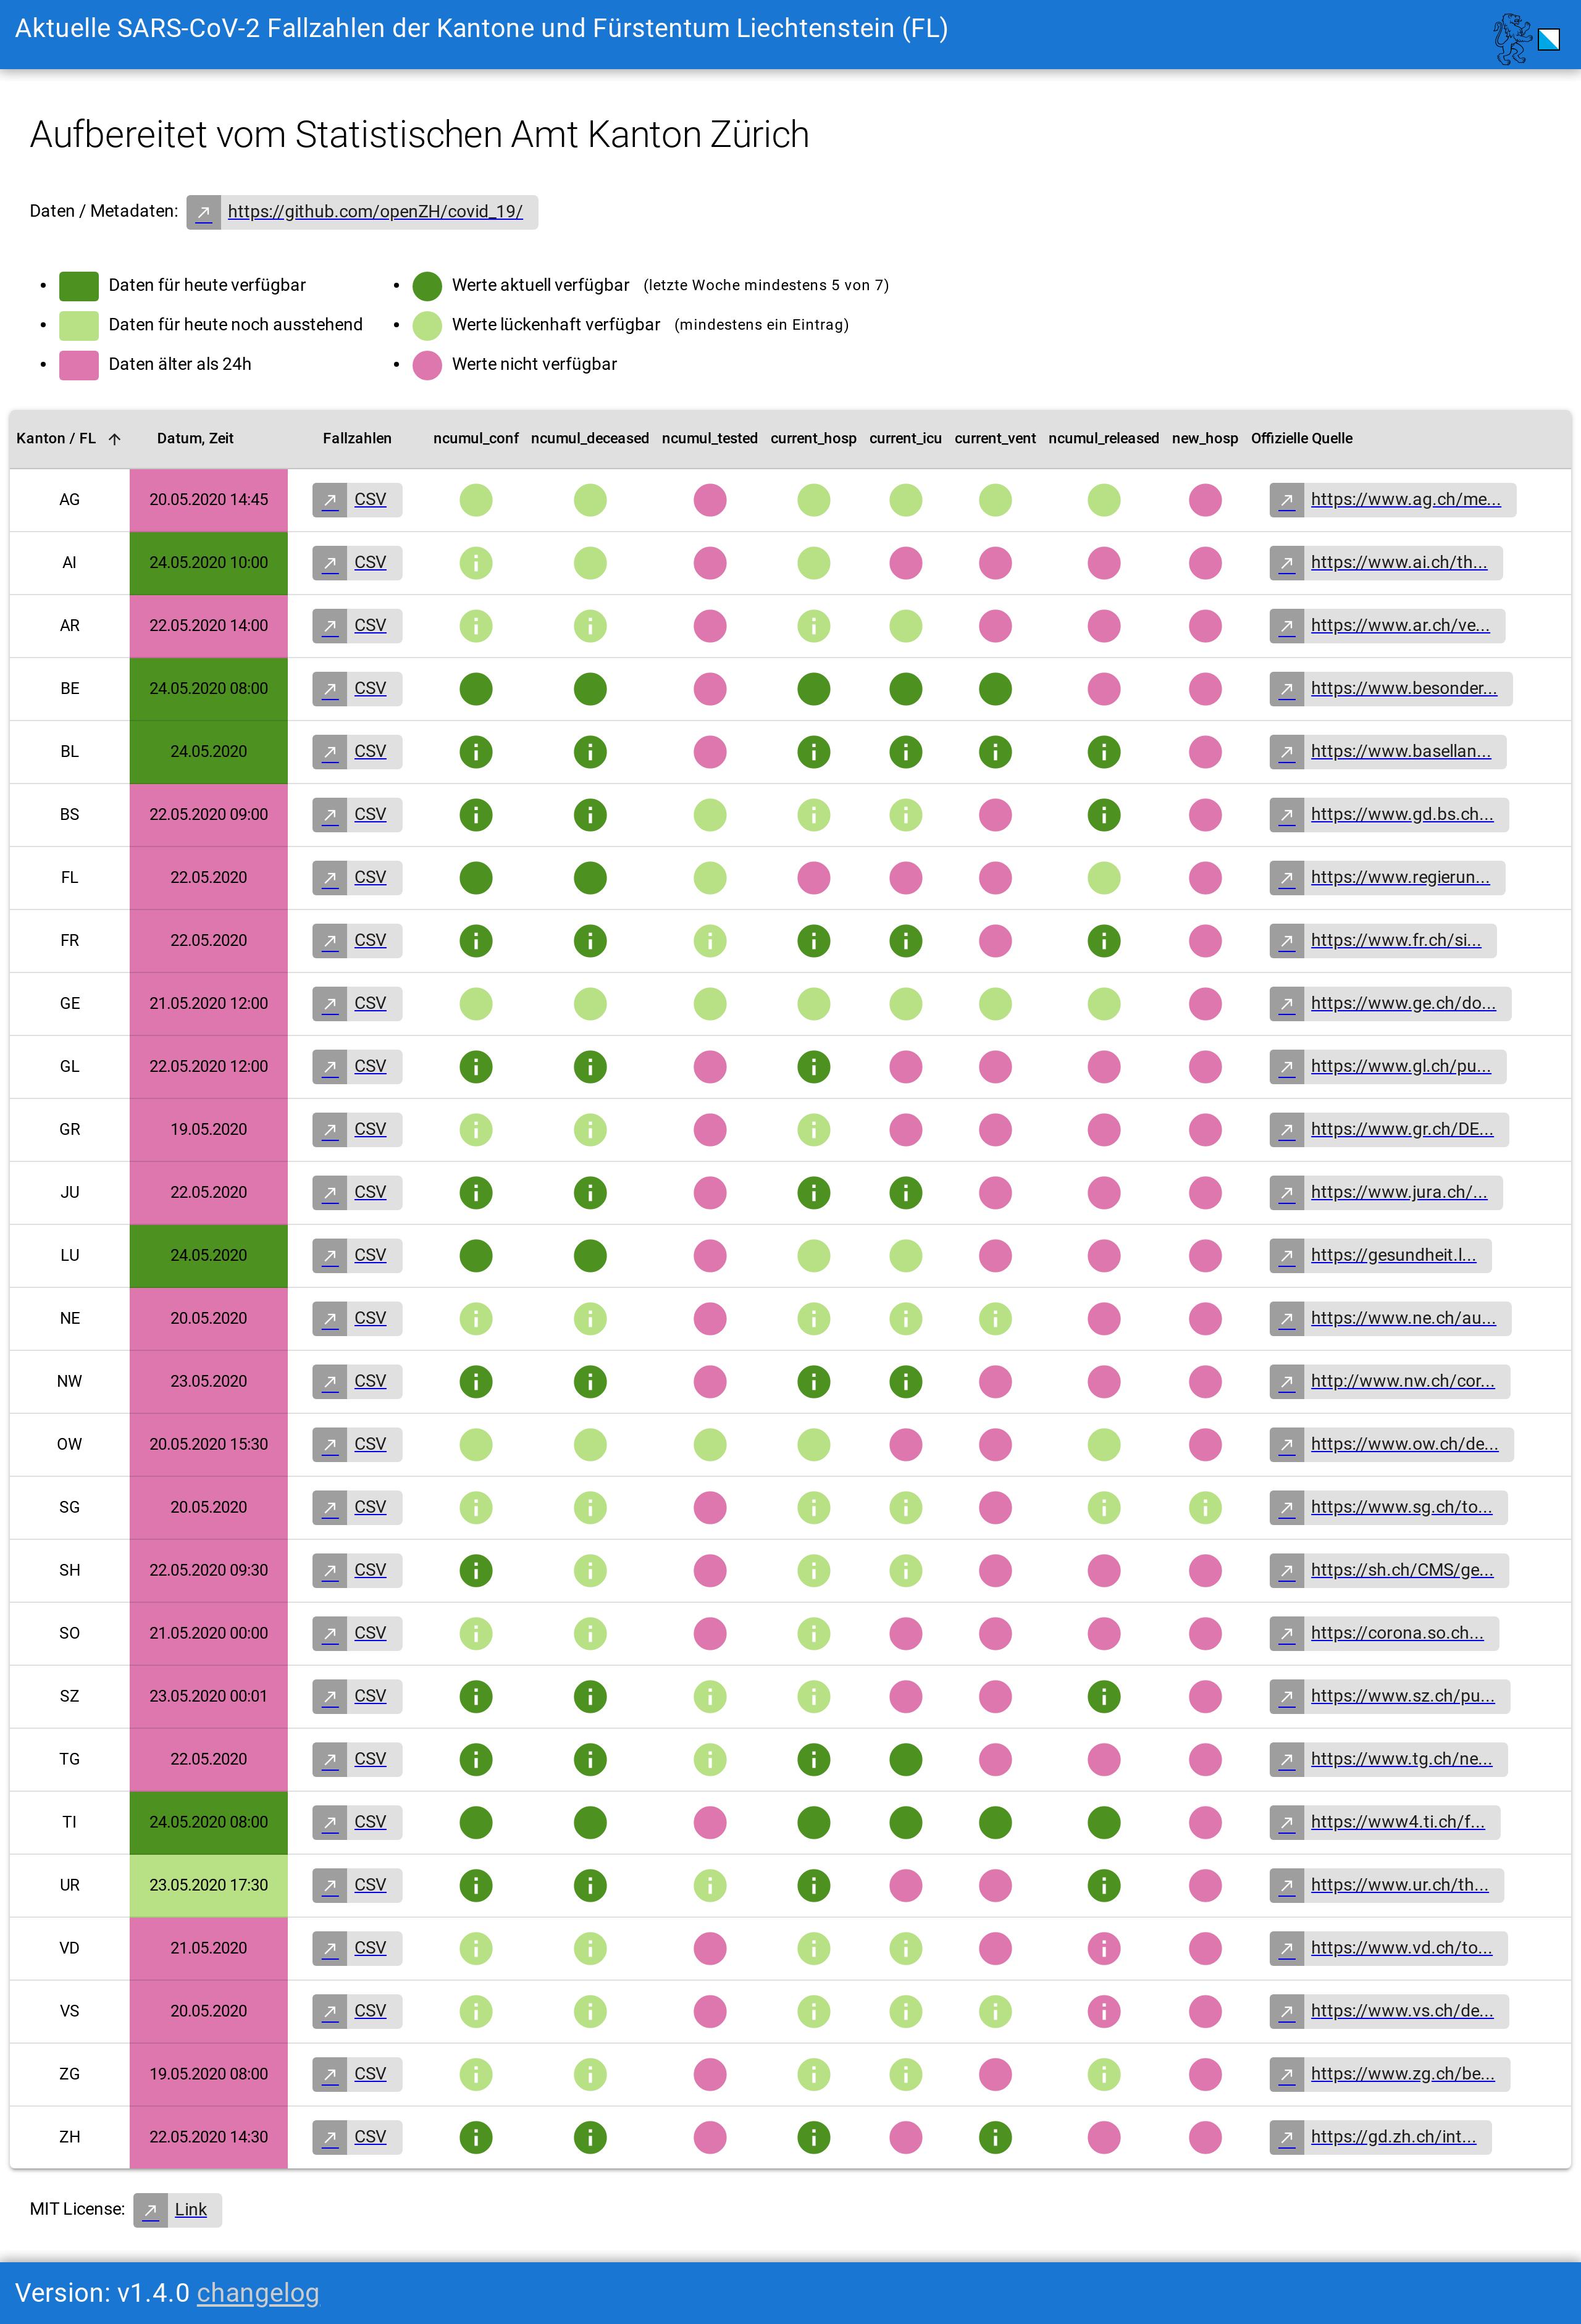 Aktuelle SARS-CoV-2 Fallzahlen der Kantone und Fürstentum Liechtenstein (FL)
Aufbereitet vom Statistischen Amt Kanton Zürich
Daten / Metadaten: https://github.com/openZH/covid_19/
Daten für heute verfügbar
Daten für heute noch ausstehend
Daten älter als 24h
Werte aktuell verfügbar (letzte Woche mindestens 5 von 7)
Werte lückenhaft verfügbar (mindestens ein Eintrag)
Werte nicht verfügbar
Kanton / FL Datum, Zeit Fallzahlen ncumul_conf ncumul_deceased ncumul_tested current_hosp current_icu current_vent ncumul_released new_hosp Offizielle Quelle
AG 20.05.2020 14:45 CSV https://www.ag.ch/me...
AI 24.05.2020 10:00 CSV https://www.ai.ch/th...
AR 22.05.2020 14:00 CSV https://www.ar.ch/ve...
BE 24.05.2020 08:00 CSV https://www.besonder...
BL 24.05.2020 CSV https://www.basellan...
BS 22.05.2020 09:00 CSV https://www.gd.bs.ch...
FL 22.05.2020 CSV https://www.regierun...
FR 22.05.2020 CSV https://www.fr.ch/si...
GE 21.05.2020 12:00 CSV https://www.ge.ch/do...
GL 22.05.2020 12:00 CSV https://www.gl.ch/pu...
GR 19.05.2020 CSV https://www.gr.ch/DE...
JU 22.05.2020 CSV https://www.jura.ch/...
LU 24.05.2020 CSV https://gesundheit.l...
NE 20.05.2020 CSV https://www.ne.ch/au...
NW 23.05.2020 CSV http://www.nw.ch/cor...
OW 20.05.2020 15:30 CSV https://www.ow.ch/de...
SG 20.05.2020 CSV https://www.sg.ch/to...
SH 22.05.2020 09:30 CSV https://sh.ch/CMS/ge...
SO 21.05.2020 00:00 CSV https://corona.so.ch...
SZ 23.05.2020 00:01 CSV https://www.sz.ch/pu...
TG 22.05.2020 CSV https://www.tg.ch/ne...
TI 24.05.2020 08:00 CSV https://www4.ti.ch/f...
UR 23.05.2020 17:30 CSV https://www.ur.ch/th...
VD 21.05.2020 CSV https://www.vd.ch/to...
VS 20.05.2020 CSV https://www.vs.ch/de...
ZG 19.05.2020 08:00 CSV https://www.zg.ch/be...
ZH 22.05.2020 14:30 CSV https://gd.zh.ch/int...
MIT License: Link
Version: v1.4.0 changelog